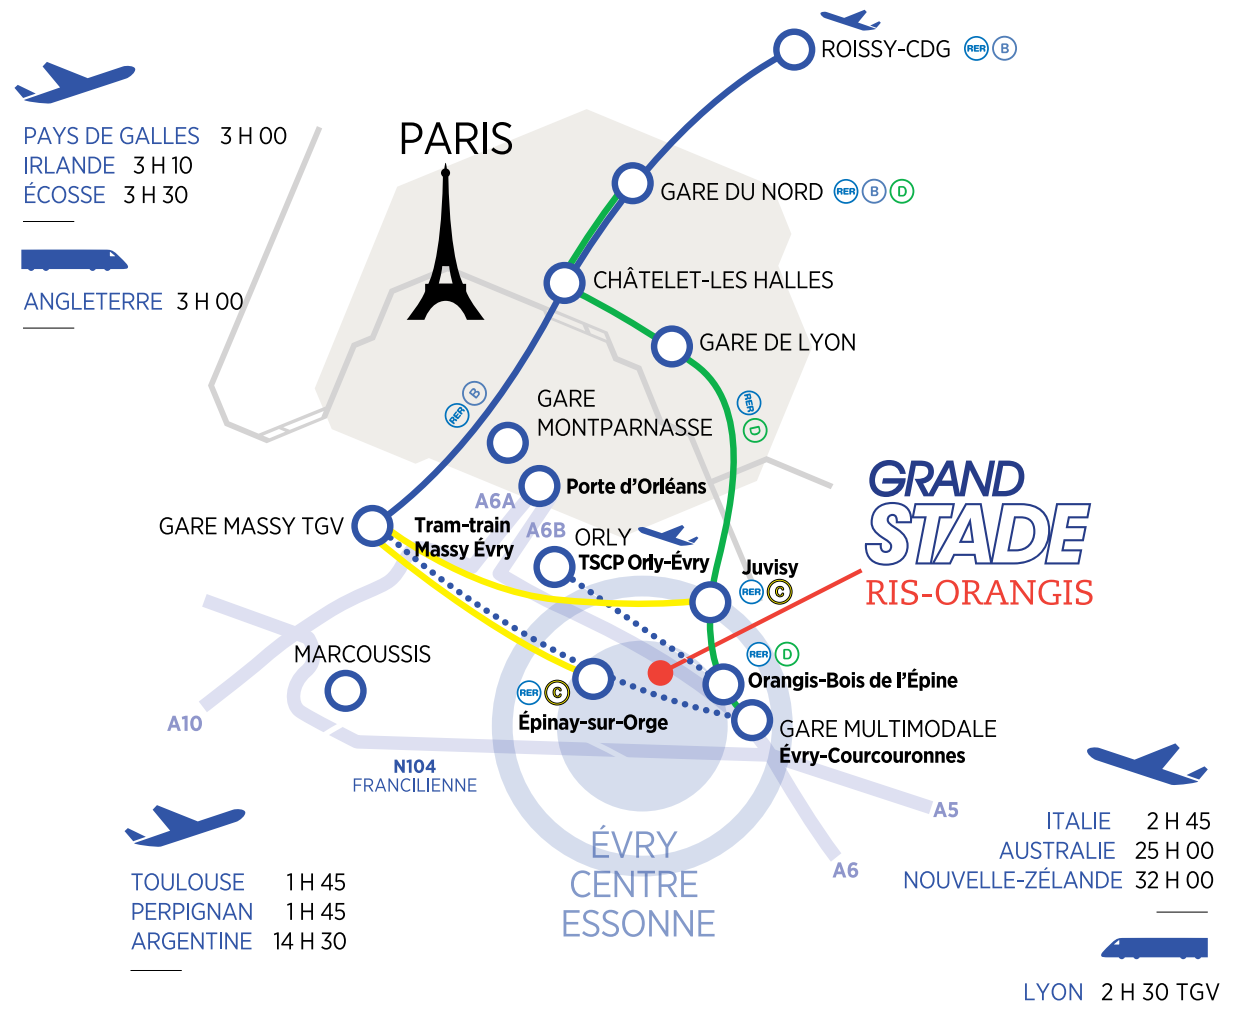 ROISSY-CDG RER B
PAYS DE GALLES 3 H 00
IRLANDE 3 H 10
ÉCOSSE 3 H 30
ANGLETERRE 3 H 00
PARIS
GARE DU NORD RER B D
CHÂTELET-LES HALLES
GARE DE LYON
RER B
RER D
GARE
MONTPARNASSE
Porte d'Orléans
A6A
A6B
GARE MASSY TGV
Tram-train
Massy Évry
ORLY
TSCP Orly-Évry
Juvisy
RER C
GRAND
STADE
RIS-ORANGIS
MARCOUSSIS
RER D
Orangis-Bois de l'Épine
RER C
Épinay-sur-Orge
GARE MULTIMODALE
Évry-Courcouronnes
A10
N104
FRANCILIENNE
A5
A6
ÉVRY
CENTRE
ESSONNE
TOULOUSE 1 H 45
PERPIGNAN 1 H 45
ARGENTINE 14 H 30
ITALIE 2 H 45
AUSTRALIE 25 H 00
NOUVELLE-ZÉLANDE 32 H 00
LYON 2 H 30 TGV